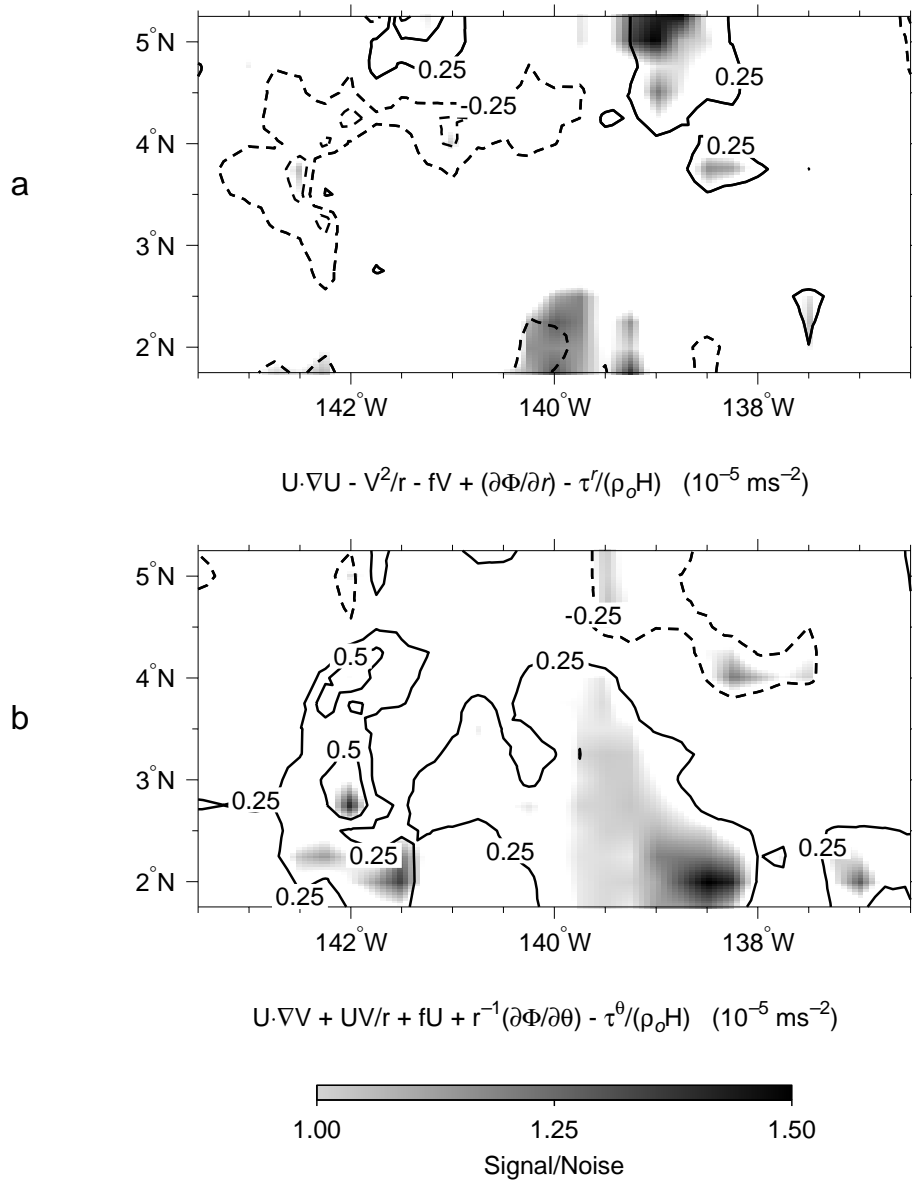 5°N
4°N
3°N
2°N
a
0.25
0.25
-0.25
0.25
142°W
140°W
138°W
U·∇U - V²/r - fV + (∂Φ/∂r) - τʳ/(ρₒH) (10⁻⁵ ms⁻²)
5°N
4°N
3°N
2°N
b
-0.25
0.5
0.25
0.5
0.25
0.25
0.25
0.25
0.25
142°W
140°W
138°W
U·∇V + UV/r + fU + r⁻¹(∂Φ/∂θ) - τ^θ/(ρₒH) (10⁻⁵ ms⁻²)
1.00
1.25
1.50
Signal/Noise